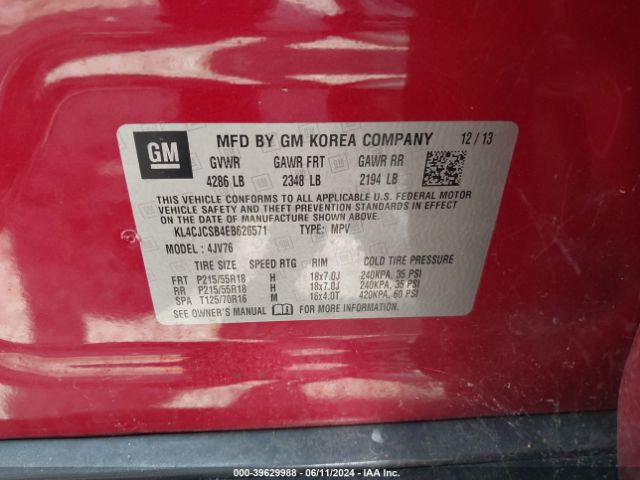 GM MFD BY GM KOREA COMPANY 12/13
GVWR GAWR FRT GAWR RR
4286 LB 2348 LB 2194 LB
THIS VEHICLE CONFORMS TO ALL APPLICABLE U.S. FEDERAL MOTOR
VEHICLE SAFETY AND THEFT PREVENTION STANDARDS IN EFFECT ON
THE DATE OF MANUFACTURE SHOWN ABOVE.
KL4CJCSB4EB626571 TYPE: MPV
MODEL: 4JV76
TIRE SIZE SPEED RTG RIM COLD TIRE PRESSURE
FRT P215/55R18 H 18x7.0J 240KPA, 35 PSI
RR P215/55R18 H 18x7.0J 240KPA, 35 PSI
SPA T125/70R16 M 16x4.0T 420KPA, 60 PSI
SEE OWNER'S MANUAL FOR MORE INFORMATION.
000-39629988 - 06/11/2024 - IAA Inc.